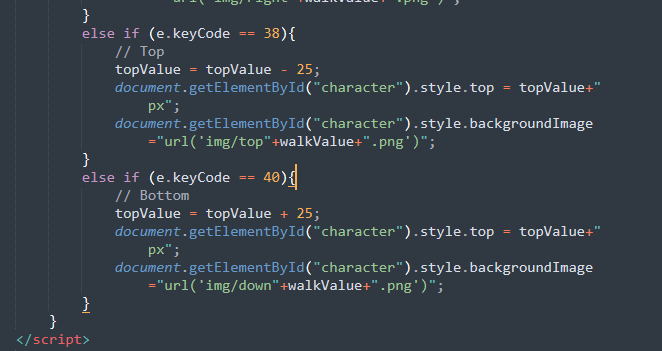 "url('img/right"+walkValue+".png')";
}
else if (e.keyCode == 38){
// Top
topValue = topValue - 25;
document.getElementById("character").style.top = topValue+"
px";
document.getElementById("character").style.backgroundImage
="url('img/top"+walkValue+".png')";
}
else if (e.keyCode == 40){
// Bottom
topValue = topValue + 25;
document.getElementById("character").style.top = topValue+"
px";
document.getElementById("character").style.backgroundImage
="url('img/down"+walkValue+".png')";
}
}
</script>